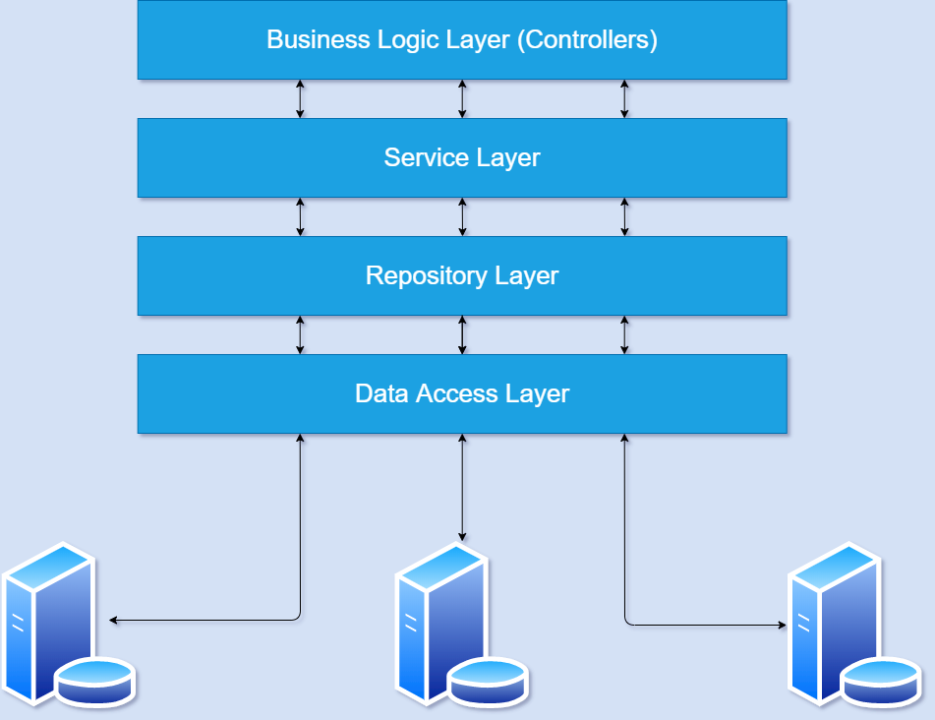 Business Logic Layer (Controllers)
Service Layer
Repository Layer
Data Access Layer